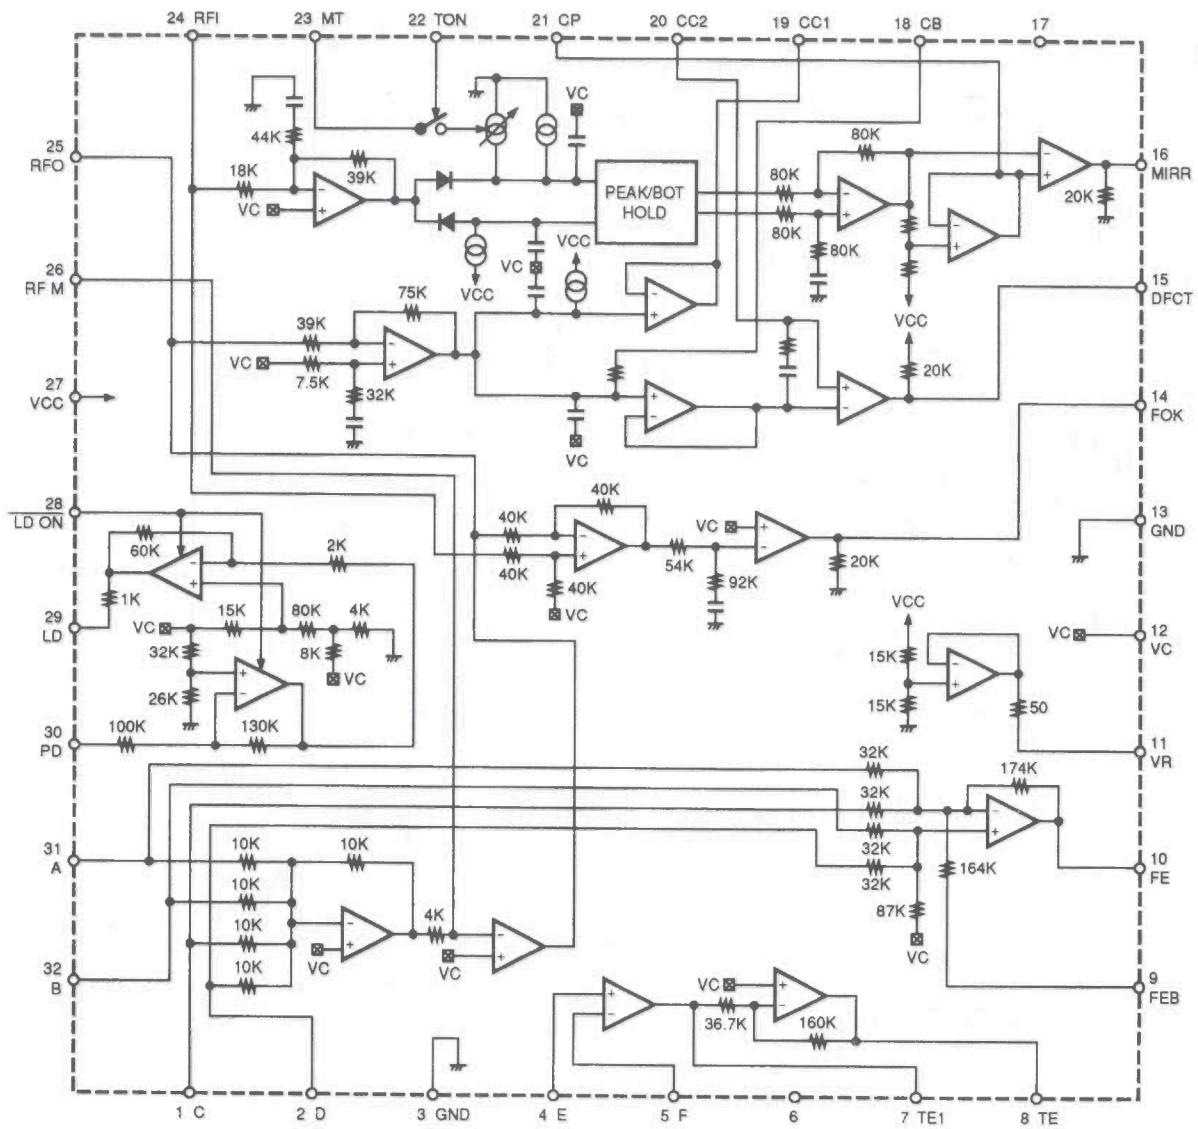 24 RFI
23 MT
22 TON
21 CP
20 CC2
19 CC1
18 CB
17
VC
44K
25
RFO
18K
39K
VC
PEAK/BOT
HOLD
80K
80K
80K
80K
16
MIRR
20K
26
RF M
VCC
VC
VCC
15
DFCT
VCC
75K
39K
VC
7.5K
32K
20K
27
VCC
VC
14
FOK
28
LD ON
60K
2K
40K
40K
40K
40K
VC
VC
54K
92K
20K
13
GND
1K
29
LD
VC
15K
80K
4K
32K
8K
VC
26K
VCC
15K
15K
50
VC
12
VC
30
PD
100K
130K
11
VR
32K
32K
32K
32K
174K
164K
87K
VC
10
FE
31
A
10K
10K
10K
10K
10K
VC
4K
VC
32
B
9
FEB
VC
36.7K
160K
1 C
2 D
3 GND
4 E
5 F
6
7 TE1
8 TE